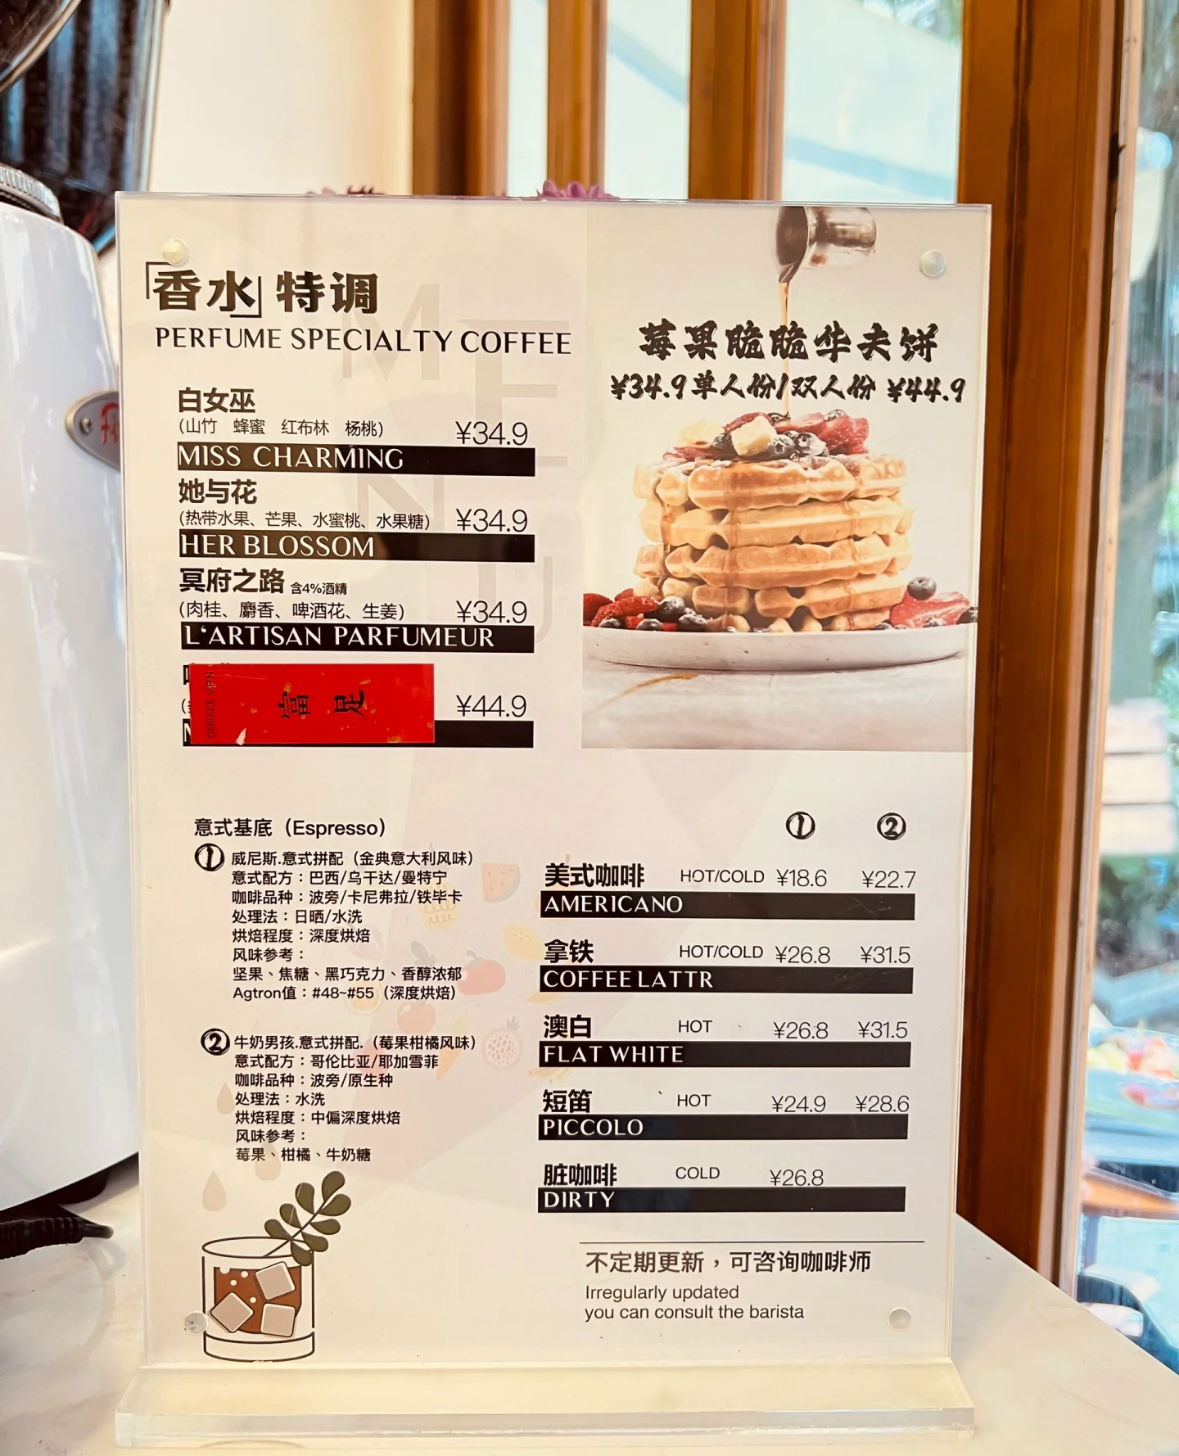 「香水」特调
PERFUME SPECIALTY COFFEE
白女巫
(山竹 蜂蜜 红布林 杨桃) ¥34.9
MISS CHARMING
她与花
(热带水果、芒果、水蜜桃、水果糖) ¥34.9
HER BLOSSOM
冥府之路 含4%酒精
(肉桂、麝香、啤酒花、生姜) ¥34.9
L'ARTISAN PARFUMEUR
富足
¥44.9
莓果脆脆华夫饼
¥34.9单人份/双人份 ¥44.9
MENU
意式基底（Espresso）
① 威尼斯.意式拼配（金典意大利风味）
意式配方：巴西/乌干达/曼特宁
咖啡品种：波旁/卡尼弗拉/铁毕卡
处理法：日晒/水洗
烘焙程度：深度烘焙
风味参考：
坚果、焦糖、黑巧克力、香醇浓郁
Agtron值：#48~#55（深度烘焙）
② 牛奶男孩.意式拼配.（莓果柑橘风味）
意式配方：哥伦比亚/耶加雪菲
咖啡品种：波旁/原生种
处理法：水洗
烘焙程度：中偏深度烘焙
风味参考：
莓果、柑橘、牛奶糖
① ②
美式咖啡 HOT/COLD ¥18.6 ¥22.7
AMERICANO
拿铁 HOT/COLD ¥26.8 ¥31.5
COFFEE LATTR
澳白 HOT ¥26.8 ¥31.5
FLAT WHITE
短笛 HOT ¥24.9 ¥28.6
PICCOLO
脏咖啡 COLD ¥26.8
DIRTY
不定期更新，可咨询咖啡师
Irregularly updated
you can consult the barista